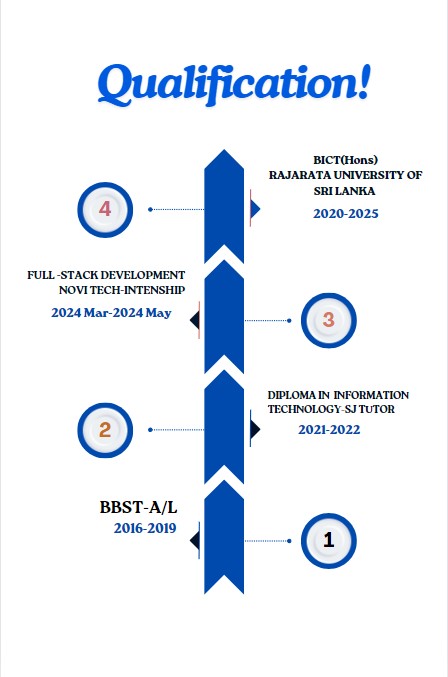 Qualification!
BICT(Hons)
RAJARATA UNIVERSITY OF
SRI LANKA
2020-2025
4
FULL -STACK DEVELOPMENT
NOVI TECH-INTENSHIP
2024 Mar-2024 May
3
DIPLOMA IN INFORMATION
TECHNOLOGY-SJ TUTOR
2021-2022
2
BBST-A/L
2016-2019
1